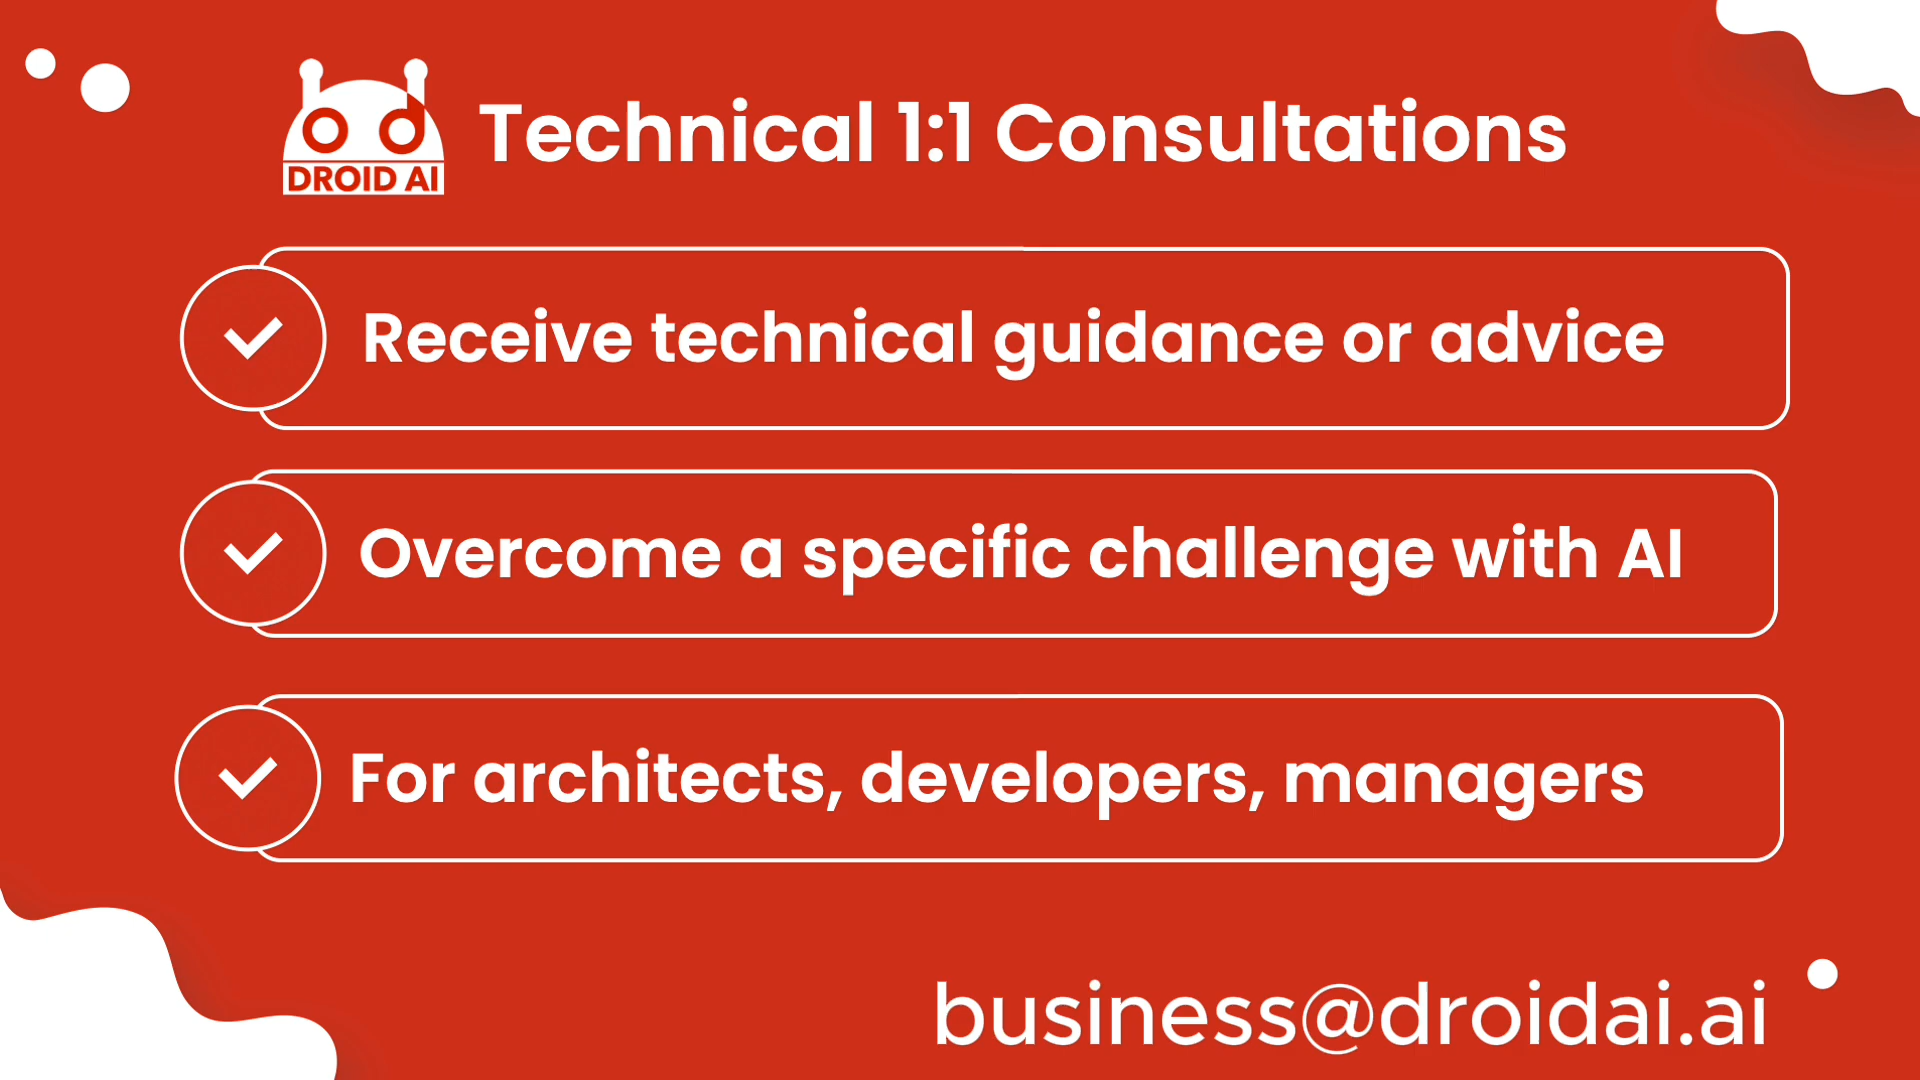 DROID AI
Technical 1:1 Consultations
Receive technical guidance or advice
Overcome a specific challenge with AI
For architects, developers, managers
business@droidai.ai